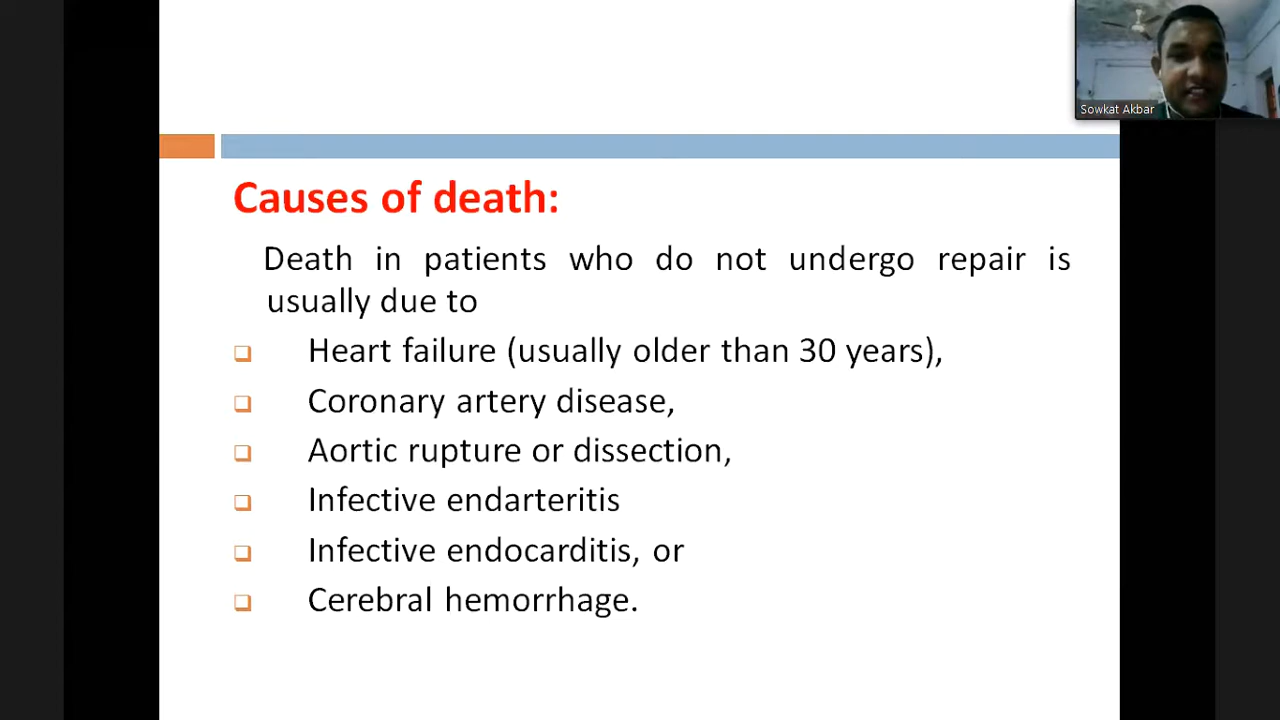 Sowkat Akbar
Causes of death:
Death in patients who do not undergo repair is
usually due to
Heart failure (usually older than 30 years),
Coronary artery disease,
Aortic rupture or dissection,
Infective endarteritis
Infective endocarditis, or
Cerebral hemorrhage.